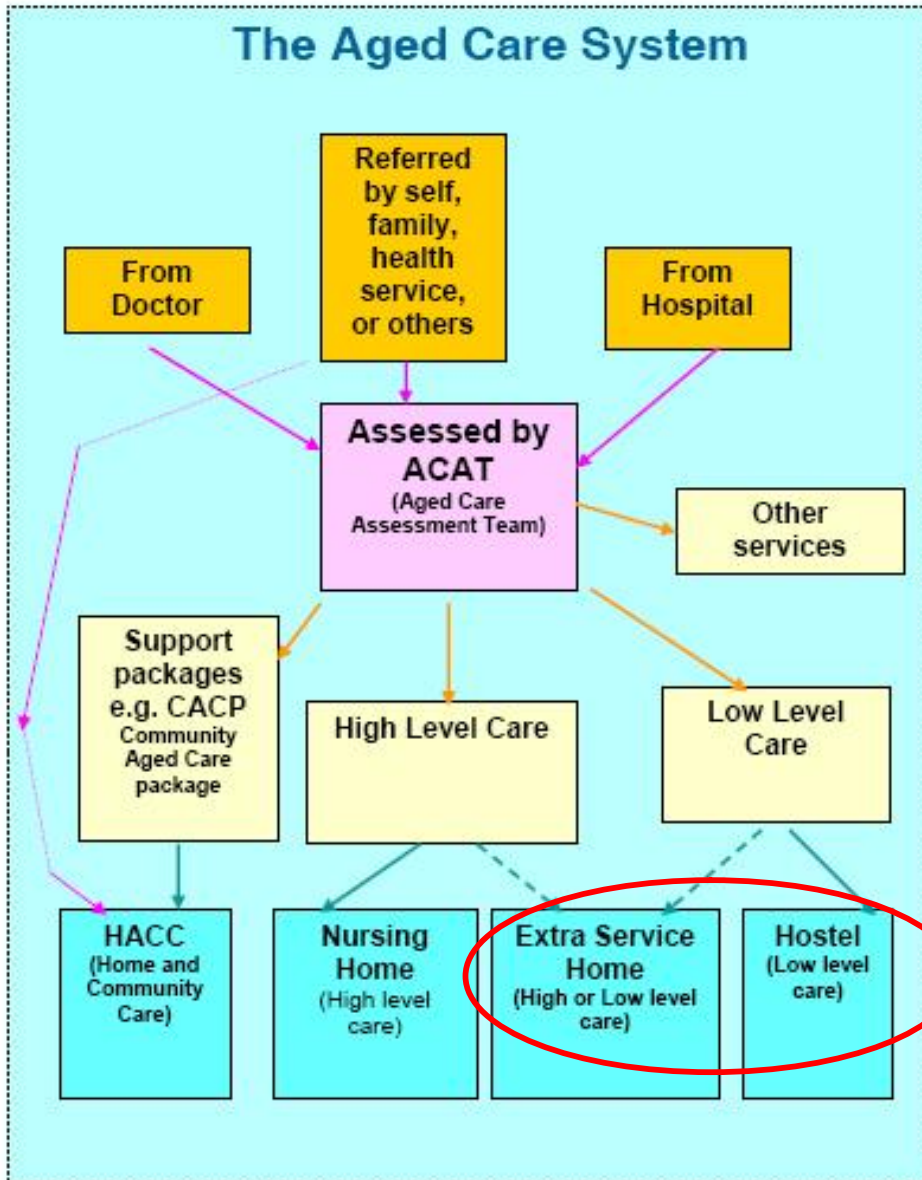 The Aged Care System
Referred
by self,
family,
health
service,
or others
From
Doctor
From
Hospital
Assessed by
ACAT
(Aged Care
Assessment Team)
Other
services
Support
packages
e.g. CACP
Community
Aged Care
package
High Level Care
Low Level
Care
HACC
(Home and
Community
Care)
Nursing
Home
(High level
care)
Extra Service
Home
(High or Low level
care)
Hostel
(Low level
care)